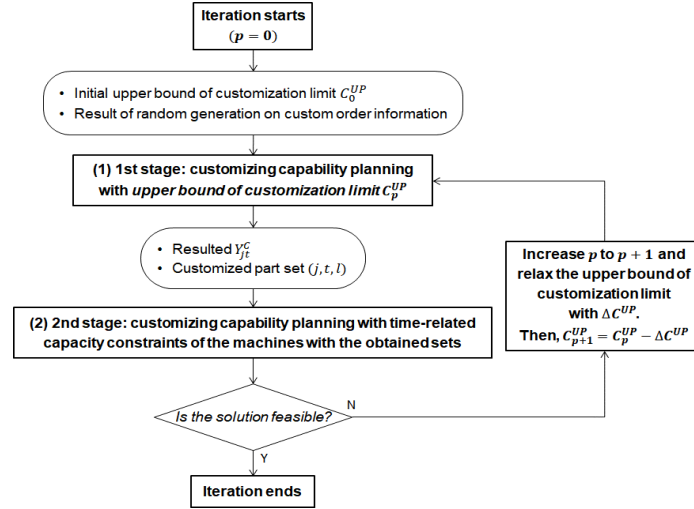 Iteration starts
(p = 0)
• Initial upper bound of customization limit C_0^{UP}
• Result of random generation on custom order information
(1) 1st stage: customizing capability planning
with upper bound of customization limit C_p^{UP}
• Resulted Y_{jt}^C
• Customized part set (j, t, l)
(2) 2nd stage: customizing capability planning with time-related
capacity constraints of the machines with the obtained sets
Is the solution feasible?
N
Y
Iteration ends
Increase p to p + 1 and
relax the upper bound of
customization limit
with ΔC^{UP}.
Then, C_{p+1}^{UP} = C_p^{UP} − ΔC^{UP}